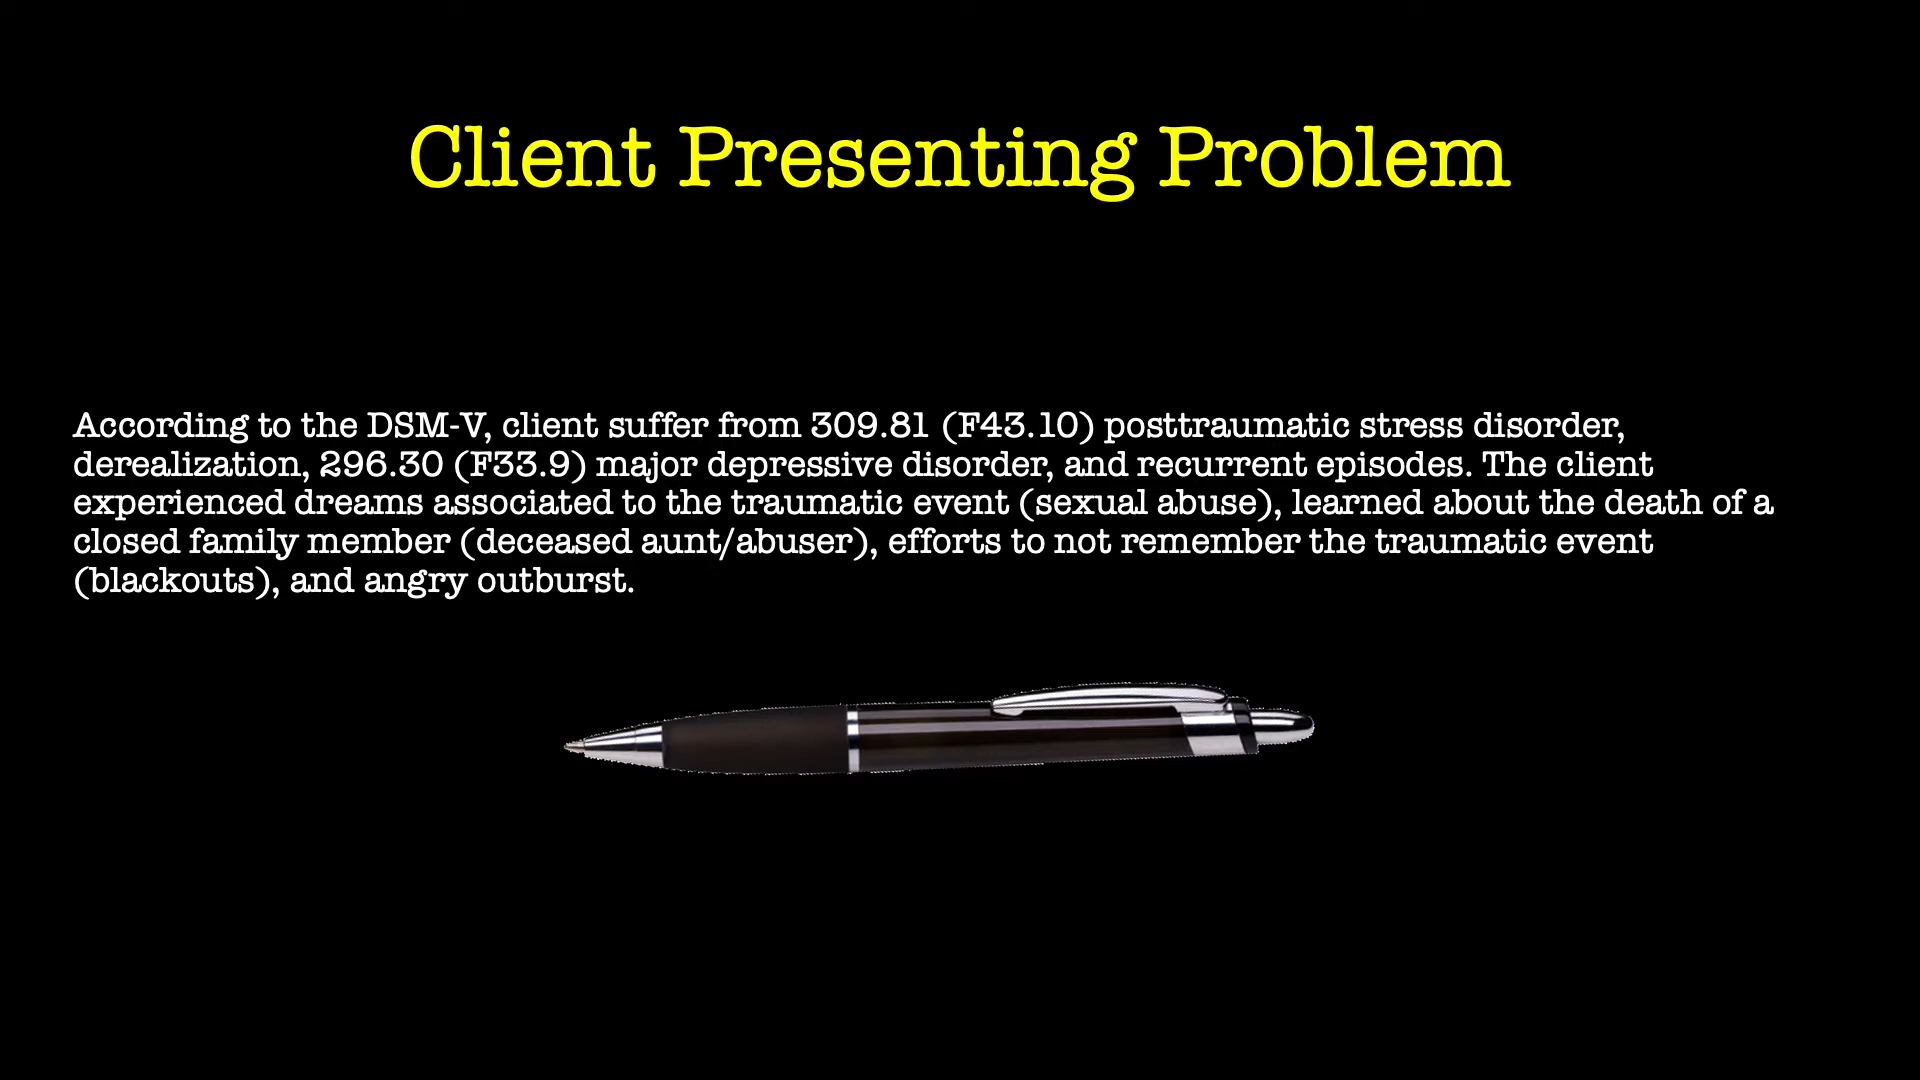 Client Presenting Problem
According to the DSM-V, client suffer from 309.81 (F43.10) posttraumatic stress disorder,
derealization, 296.30 (F33.9) major depressive disorder, and recurrent episodes. The client
experienced dreams associated to the traumatic event (sexual abuse), learned about the death of a
closed family member (deceased aunt/abuser), efforts to not remember the traumatic event
(blackouts), and angry outburst.